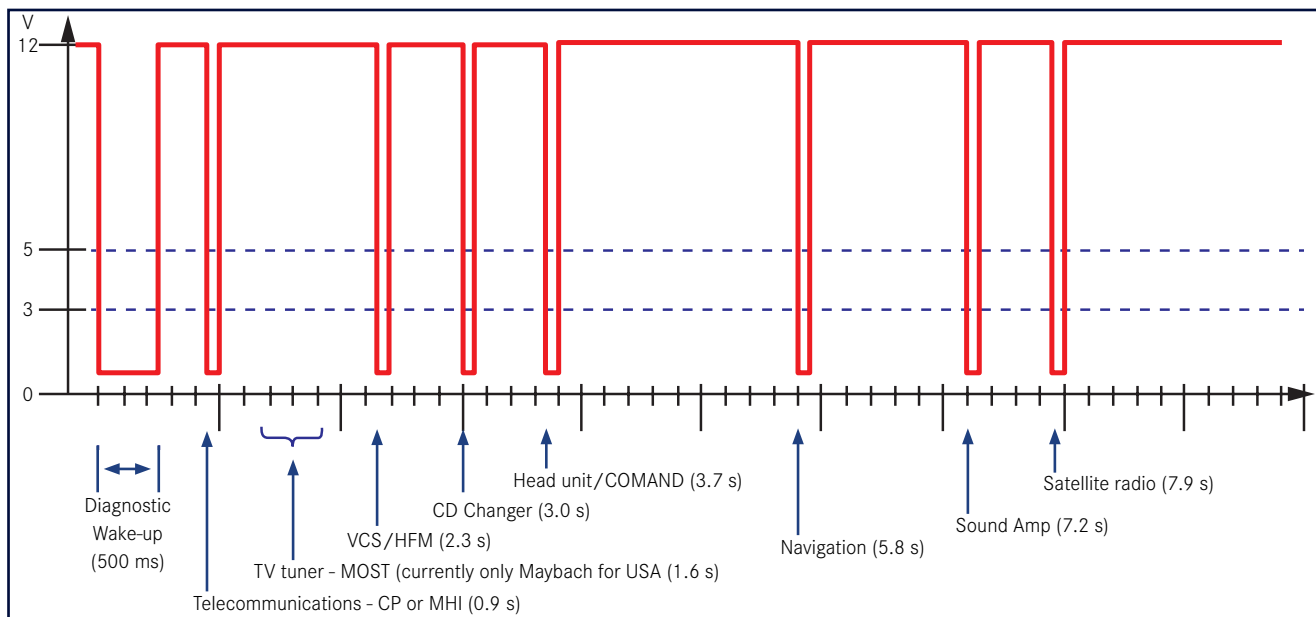 V
12
5
3
0
Diagnostic
Wake-up
(500 ms)
Telecommunications - CP or MHI (0.9 s)
TV tuner - MOST (currently only Maybach for USA (1.6 s)
VCS/HFM (2.3 s)
CD Changer (3.0 s)
Head unit/COMAND (3.7 s)
Navigation (5.8 s)
Sound Amp (7.2 s)
Satellite radio (7.9 s)